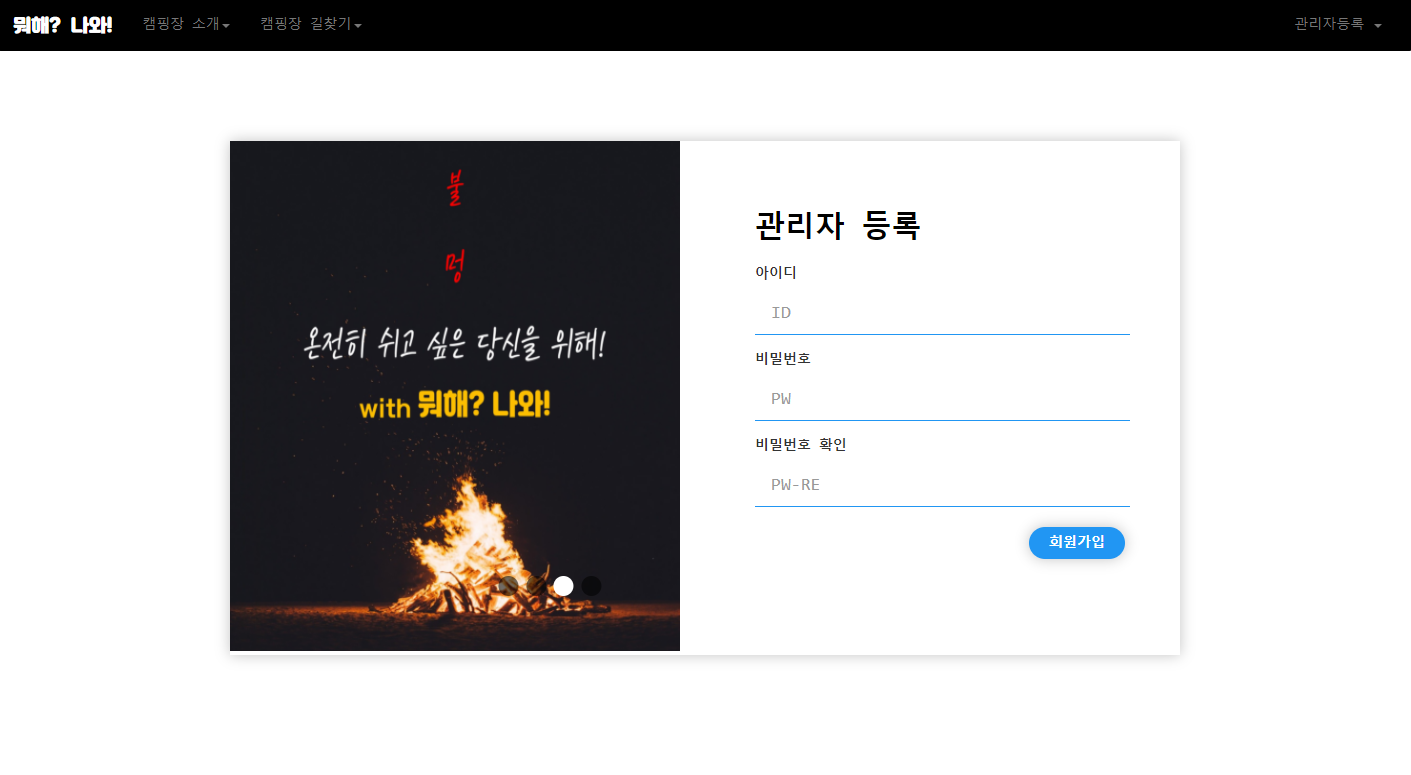 뭐해? 나와! 캠핑장 소개 캠핑장 길찾기 관리자등록
불
멍
온전히 쉬고 싶은 당신을 위해!
with 뭐해? 나와!
관리자 등록
아이디
ID
비밀번호
PW
비밀번호 확인
PW-RE
회원가입